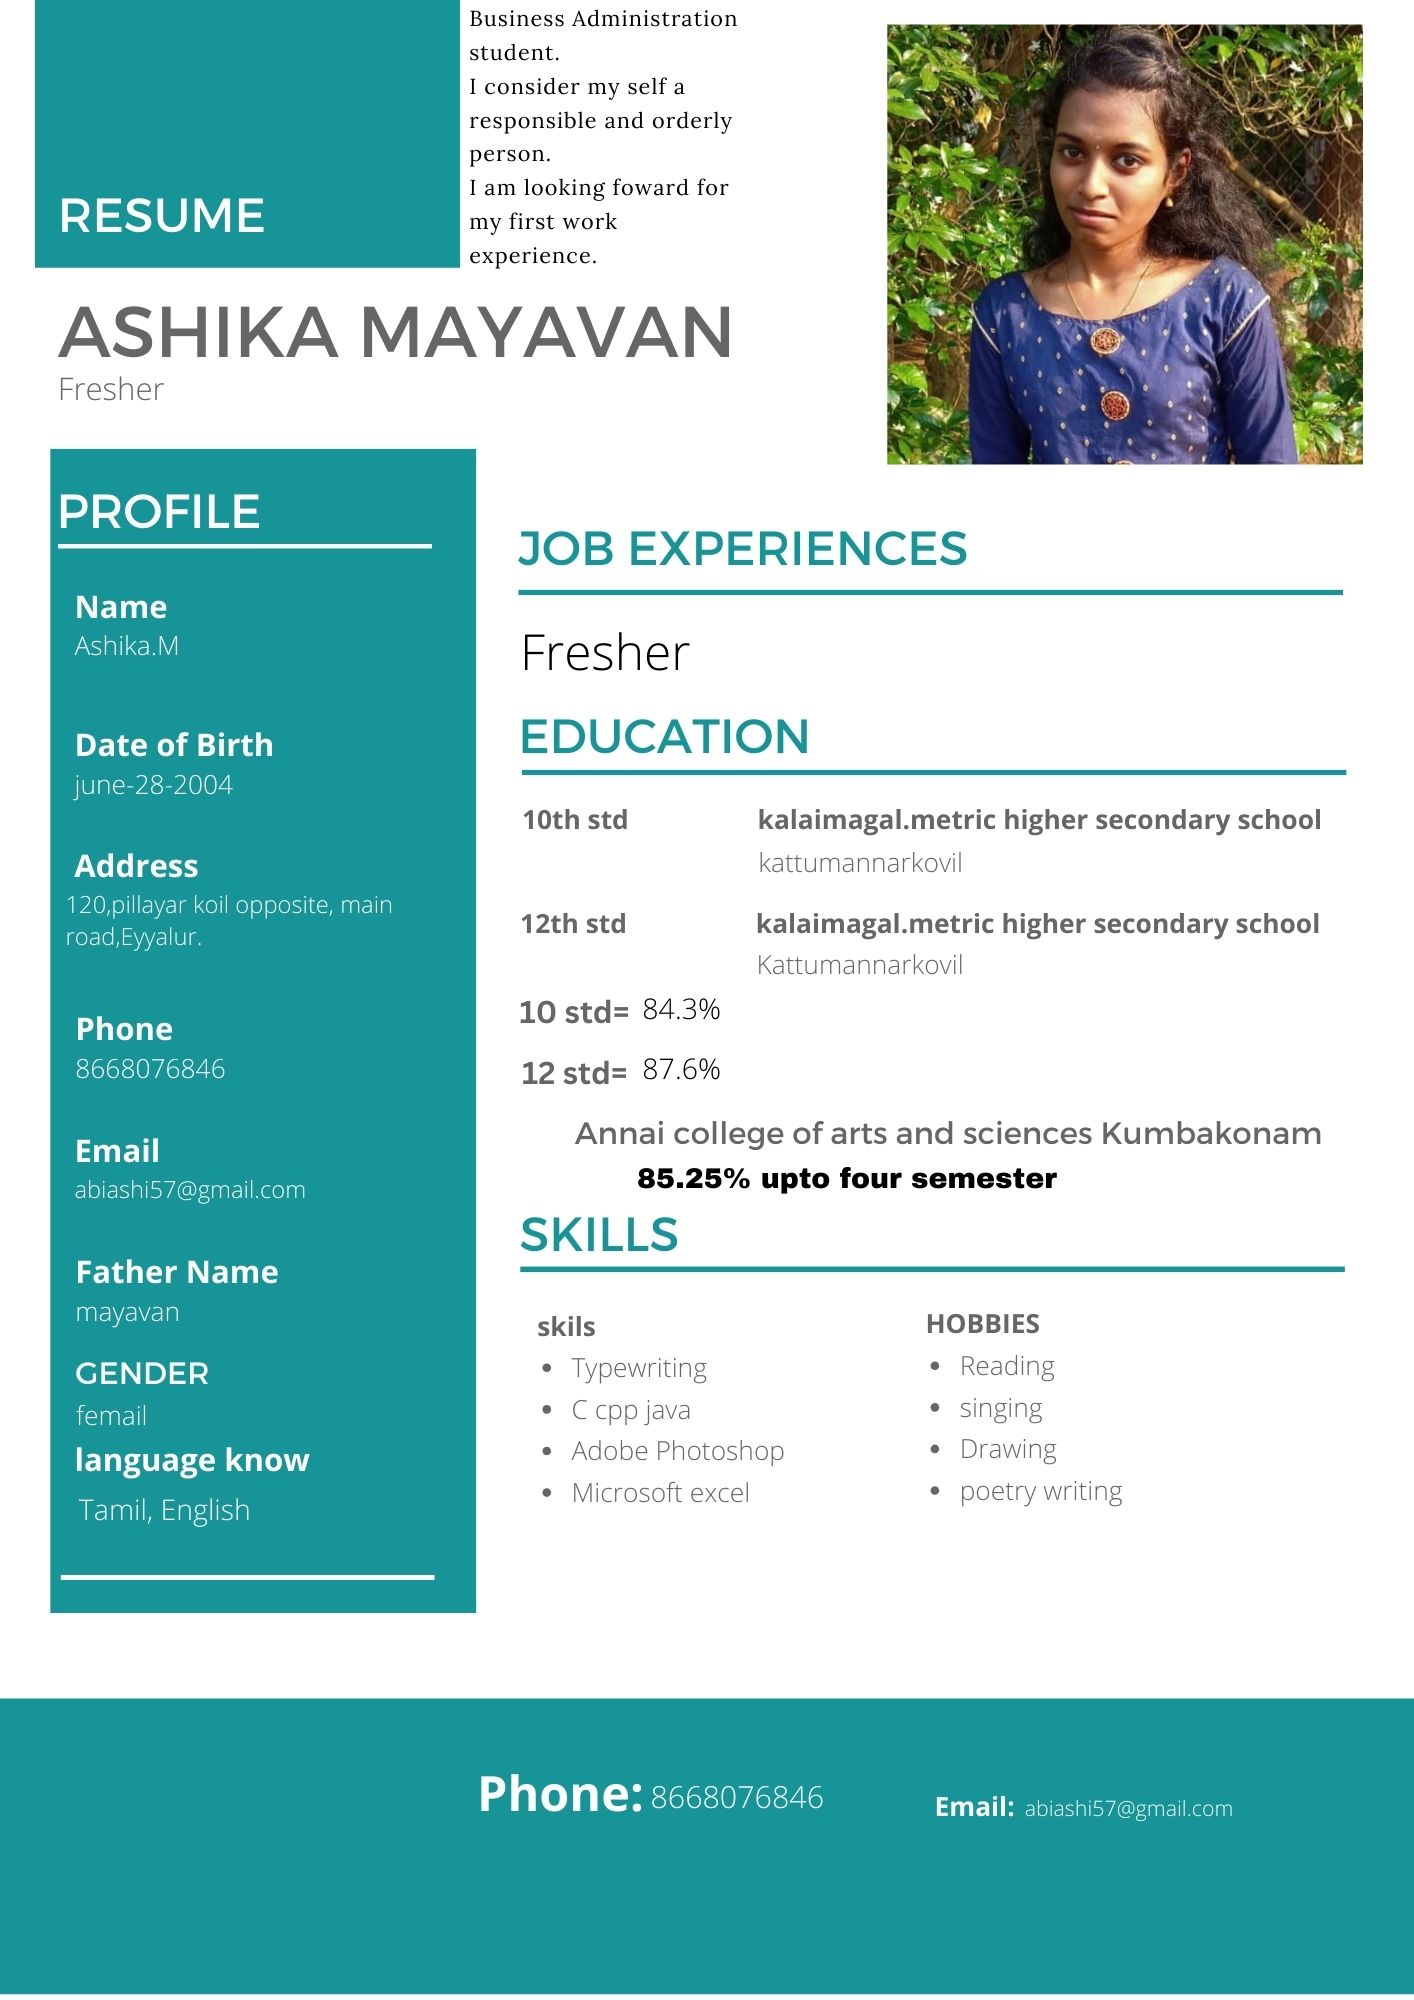 Business Administration
student.
I consider my self a
responsible and orderly
person.
I am looking foward for
my first work
experience.
RESUME
ASHIKA MAYAVAN
Fresher
PROFILE
Name
Ashika.M
Date of Birth
june-28-2004
Address
120,pillayar koil opposite, main
road,Eyyalur.
Phone
8668076846
Email
abiashi57@gmail.com
Father Name
mayavan
GENDER
femail
language know
Tamil, English
JOB EXPERIENCES
Fresher
EDUCATION
10th std kalaimagal.metric higher secondary school
kattumannarkovil
12th std kalaimagal.metric higher secondary school
Kattumannarkovil
10 std= 84.3%
12 std= 87.6%
Annai college of arts and sciences Kumbakonam
85.25% upto four semester
SKILLS
skils
• Typewriting
• C cpp java
• Adobe Photoshop
• Microsoft excel
HOBBIES
• Reading
• singing
• Drawing
• poetry writing
Phone: 8668076846
Email: abiashi57@gmail.com